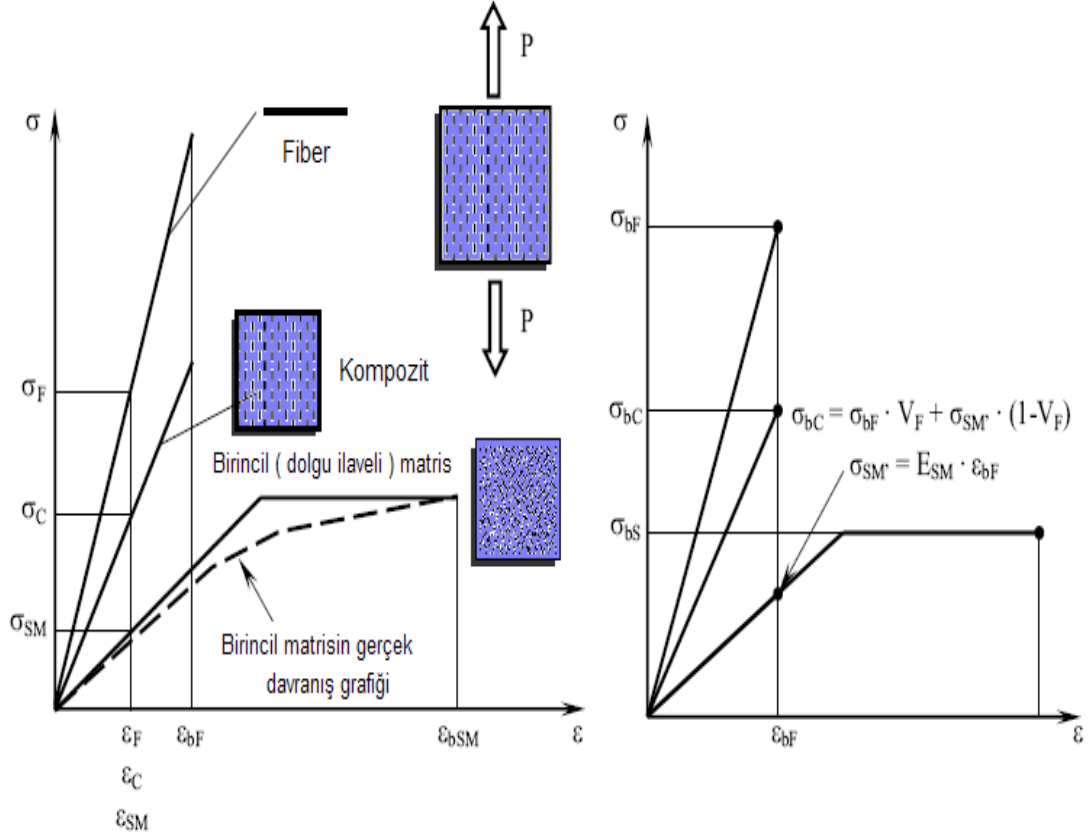 P
σ
Fiber
P
Kompozit
σF
Birincil ( dolgu ilaveli ) matris
σC
σSM
Birincil matrisin gerçek
davranış grafiği
εF
εbF
εbSM
ε
εC
εSM
σ
σbF
σbC
σbC = σbF · VF + σSM' · (1-VF)
σSM' = ESM · εbF
σbS
εbF
ε